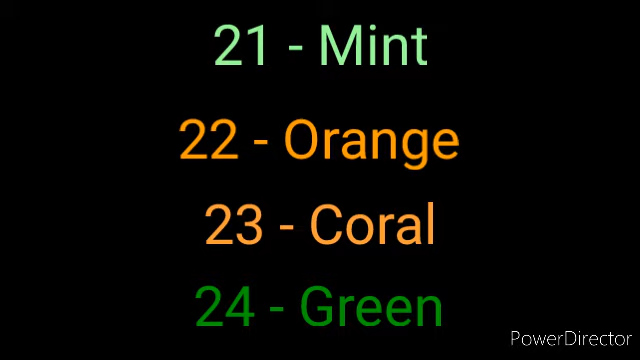 21 - Mint
22 - Orange
23 - Coral
24 - Green
PowerDirector